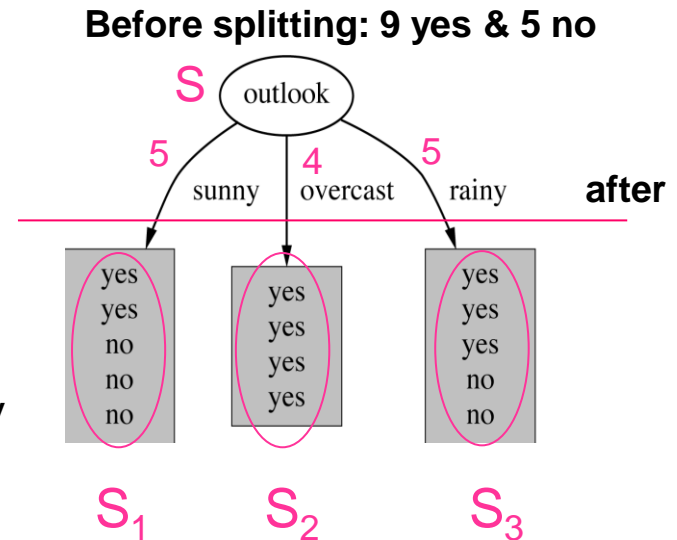 Before splitting: 9 yes & 5 no
S
outlook
5
4
5
sunny
overcast
rainy
after
yes
yes
no
no
no
yes
yes
yes
yes
yes
yes
yes
no
no
S₁
S₂
S₃